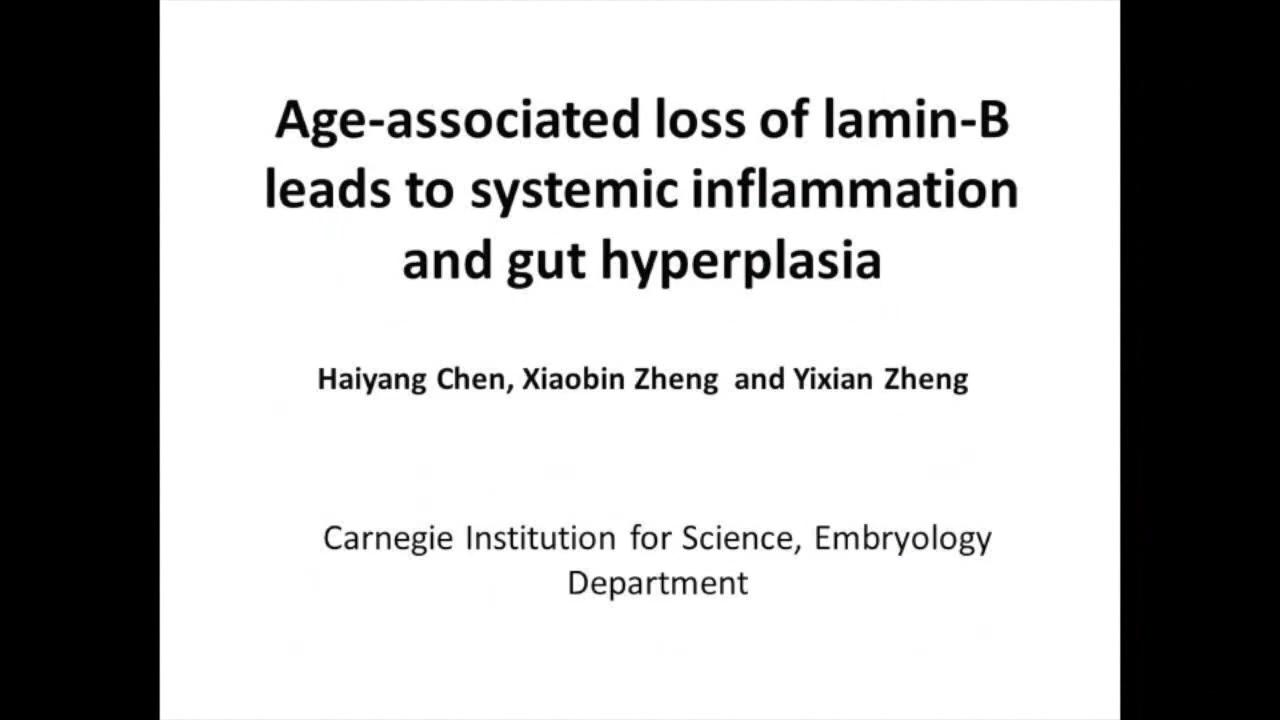 Age-associated loss of lamin-B
leads to systemic inflammation
and gut hyperplasia
Haiyang Chen, Xiaobin Zheng and Yixian Zheng
Carnegie Institution for Science, Embryology
Department